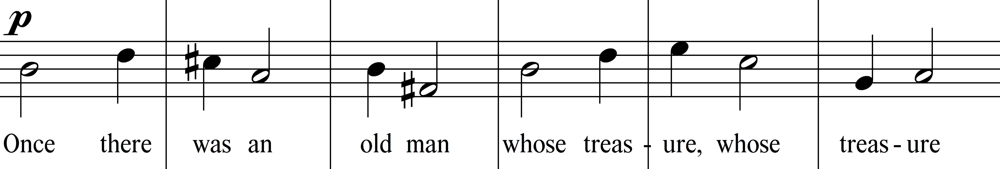 p
Once there was an old man whose treas - ure, whose treas - ure